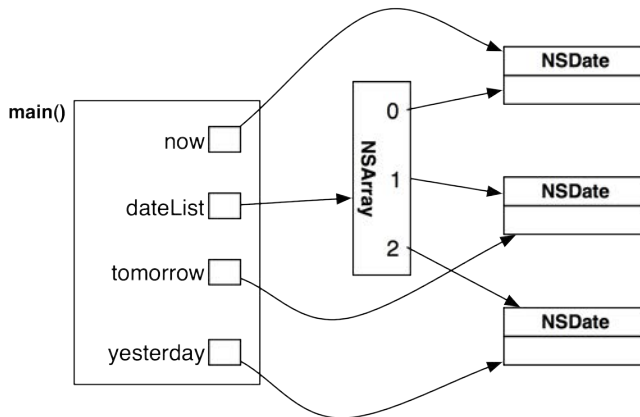 main()
now
dateList
tomorrow
yesterday
NSArray
0
1
2
NSDate
NSDate
NSDate